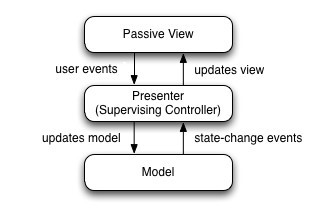 Passive View
user events
updates view
Presenter
(Supervising Controller)
updates model
state-change events
Model